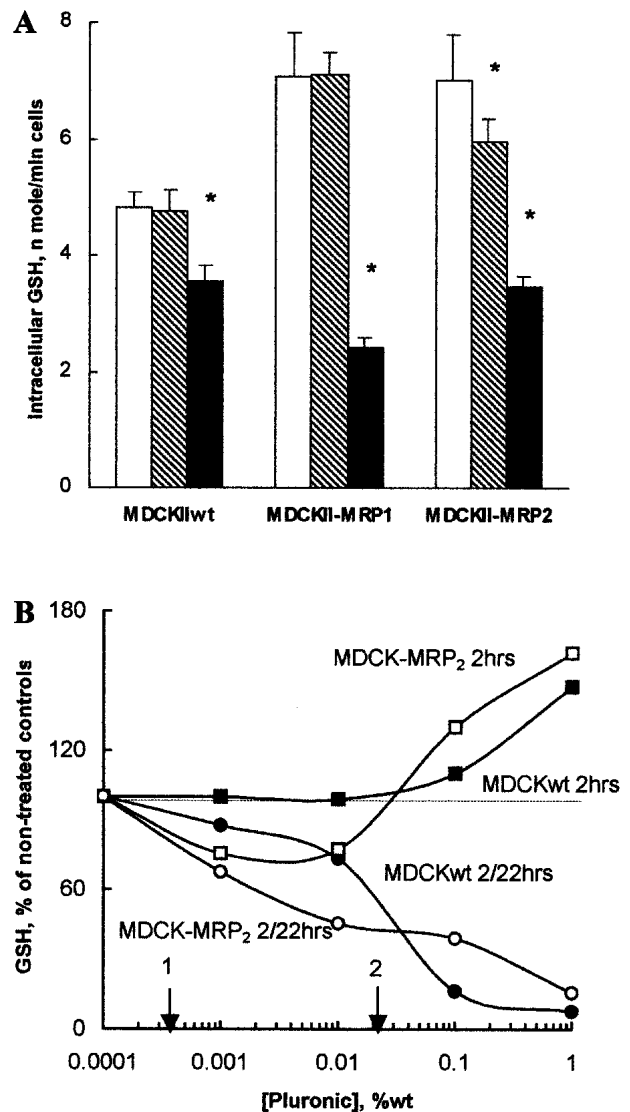 A
8
6
4
2
0
Intracellular GSH, n mole/mln cells
*
*
*
*
MDCKIIwt MDCKII-MRP1 MDCKII-MRP2
B
180
120
60
0
GSH, % of non-treated controls
MDCK-MRP2 2hrs
MDCKwt 2hrs
MDCKwt 2/22hrs
MDCK-MRP2 2/22hrs
1 2
0.0001 0.001 0.01 0.1 1
[Pluronic], %wt